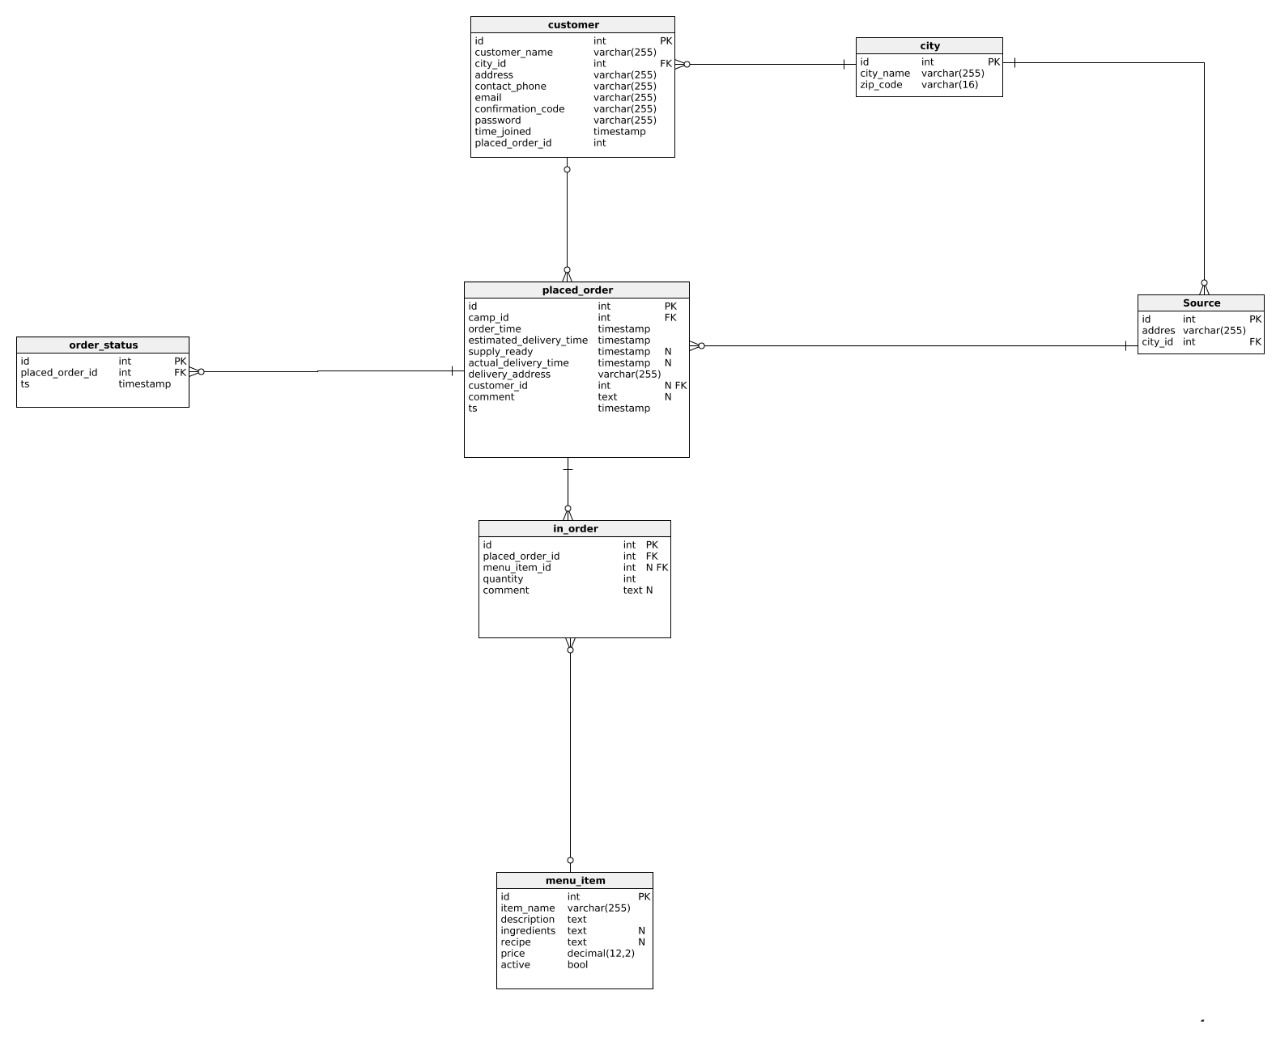 customer
id int PK
customer_name varchar(255)
city_id int FK
address varchar(255)
contact_phone varchar(255)
email varchar(255)
confirmation_code varchar(255)
password varchar(255)
time_joined timestamp
placed_order_id int
city
id int PK
city_name varchar(255)
zip_code varchar(16)
placed_order
id int PK
camp_id int FK
order_time timestamp
estimated_delivery_time timestamp
supply_ready timestamp N
actual_delivery_time timestamp N
delivery_address varchar(255)
customer_id int N FK
comment text N
ts timestamp
Source
id int PK
addres varchar(255)
city_id int FK
order_status
id int PK
placed_order_id int FK
ts timestamp
in_order
id int PK
placed_order_id int FK
menu_item_id int N FK
quantity int
comment text N
menu_item
id int PK
item_name varchar(255)
description text
ingredients text N
recipe text N
price decimal(12,2)
active bool